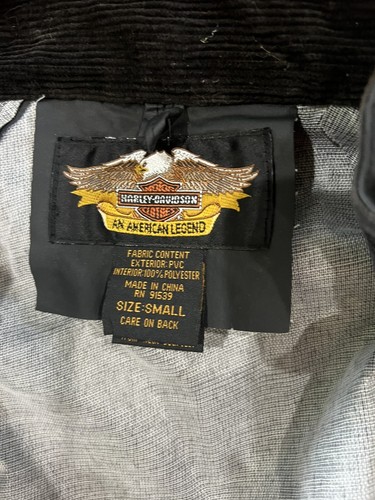 HARLEY-DAVIDSON
AN AMERICAN LEGEND
FABRIC CONTENT
EXTERIOR:PVC
INTERIOR:100% POLYESTER
MADE IN CHINA
RN 91539
SIZE:SMALL
CARE ON BACK